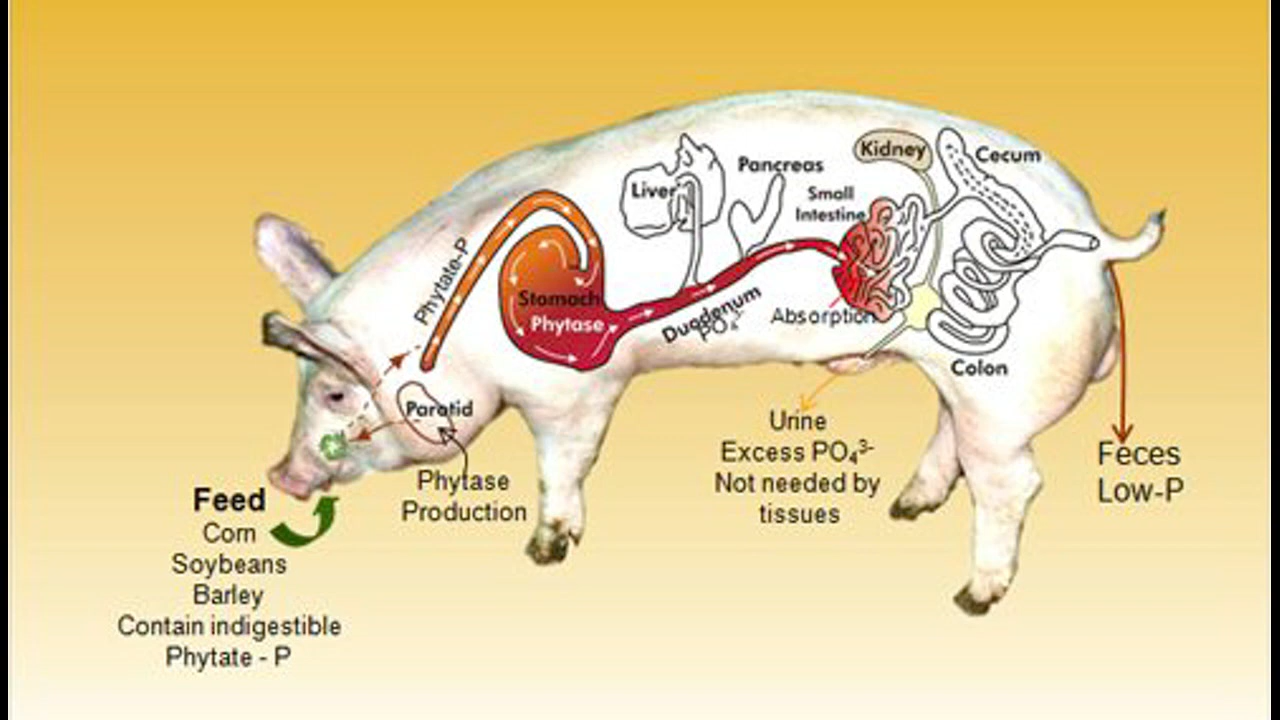 Kidney
Cecum
Pancreas
Liver
Small
Intestine
Phytate-P
Stomach
Phytase
Duodenum
PO₄³⁻
Absorption
Colon
Parotid
Urine
Excess PO₄³⁻
Not needed by
tissues
Feces
Low-P
Phytase
Production
Feed
Corn
Soybeans
Barley
Contain indigestible
Phytate - P